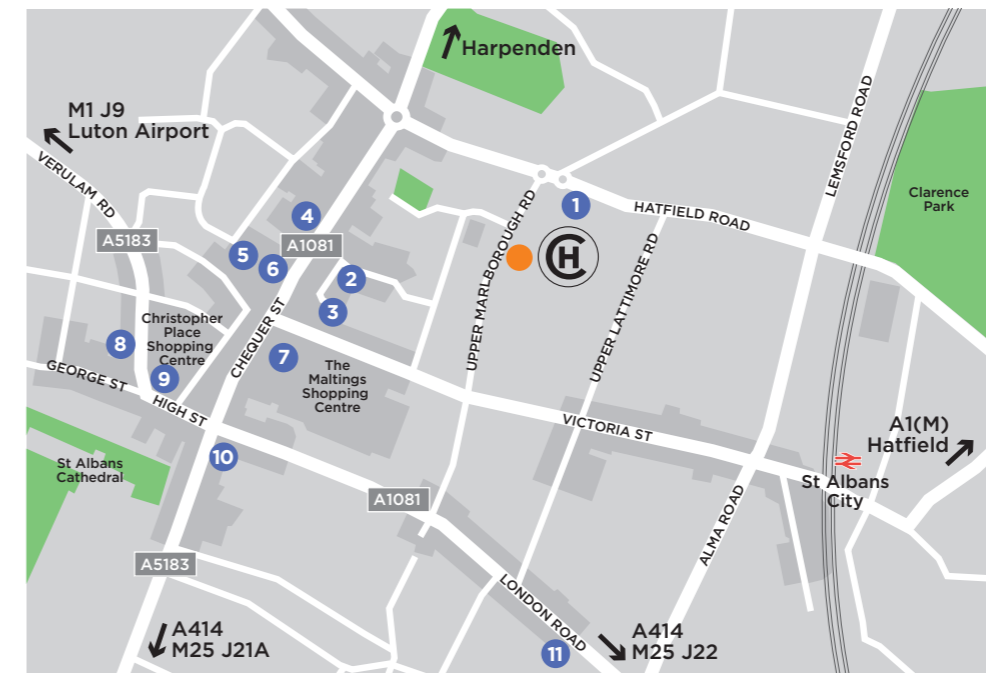 Harpenden
M1 J9
Luton Airport
VERULAM RD
LEMSFORD ROAD
Clarence
Park
1
HATFIELD ROAD
4
A5183
A1081
5
6
2
CH
UPPER MARLBOROUGH RD
UPPER LATTIMORE RD
3
CHEQUER ST
Christopher
Place
Shopping
Centre
8
7
The
Maltings
Shopping
Centre
GEORGE ST
9
HIGH ST
VICTORIA ST
A1(M)
Hatfield
10
St Albans
Cathedral
St Albans
City
A1081
ALMA ROAD
A5183
LONDON ROAD
A414
M25 J21A
11
A414
M25 J22